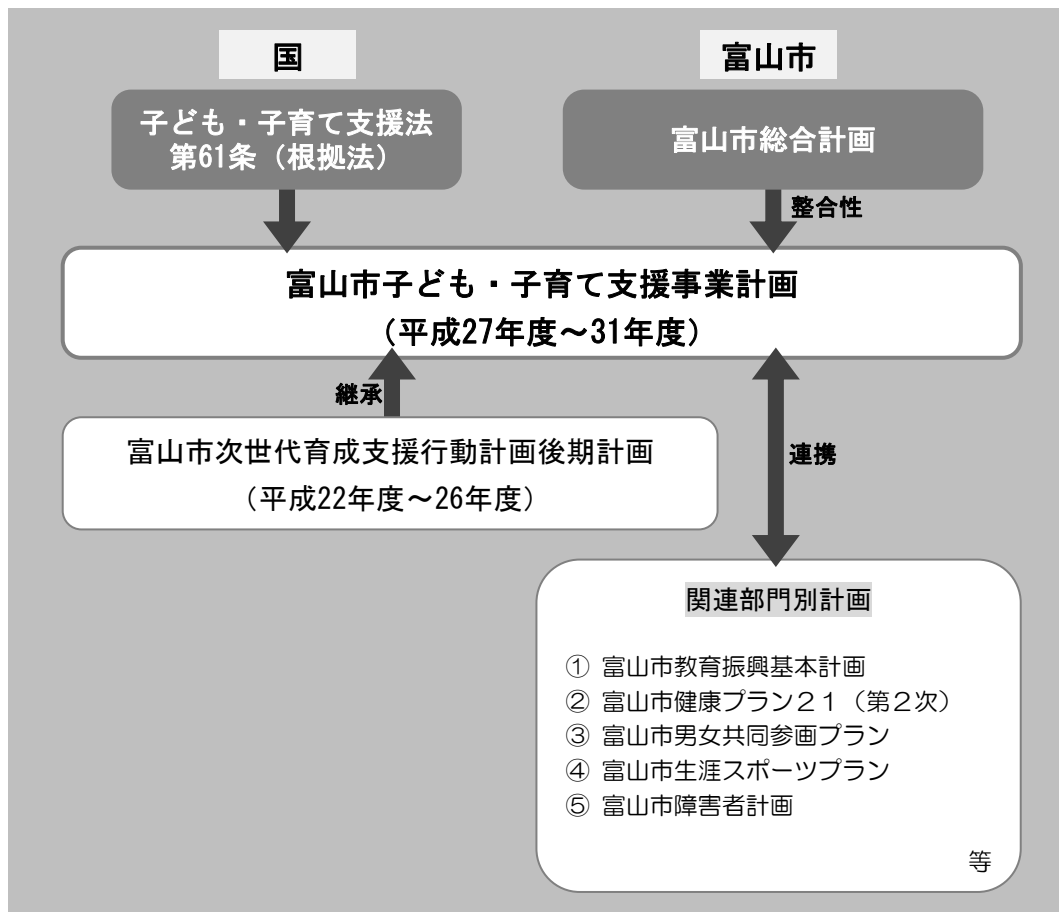 国
富山市
子ども・子育て支援法
第61条（根拠法）
富山市総合計画
整合性
富山市子ども・子育て支援事業計画
（平成27年度～31年度）
継承
富山市次世代育成支援行動計画後期計画
（平成22年度～26年度）
連携
関連部門別計画
① 富山市教育振興基本計画
② 富山市健康プラン２１（第２次）
③ 富山市男女共同参画プラン
④ 富山市生涯スポーツプラン
⑤ 富山市障害者計画
等